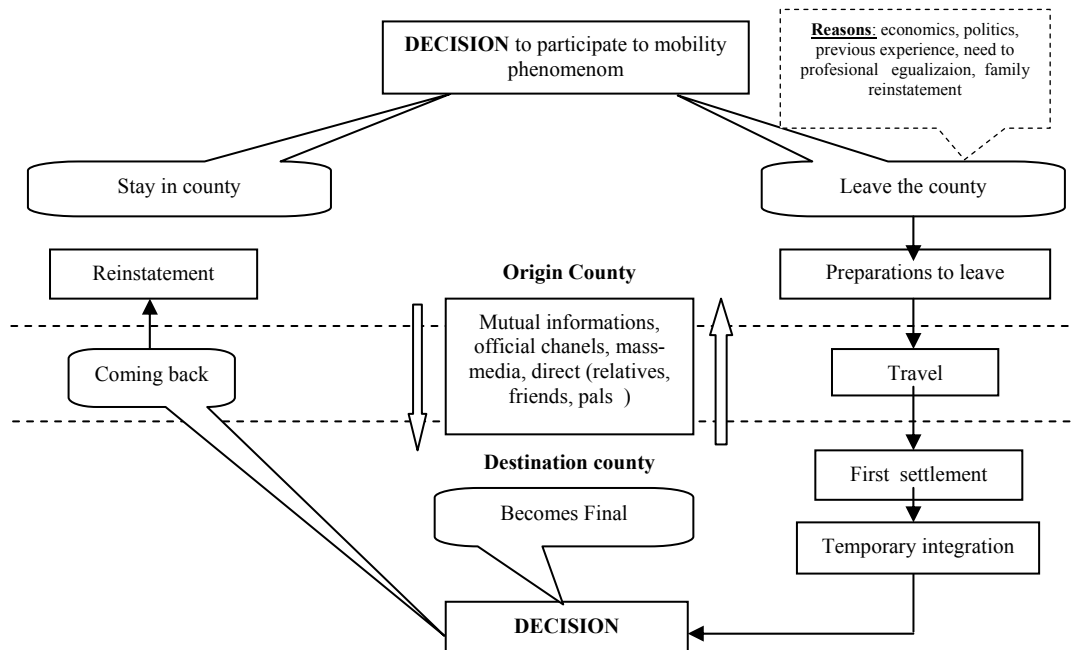 DECISION to participate to mobility
phenomenom
Reasons: economics, politics,
previous experience, need to
profesional egualizaion, family
reinstatement
Stay in county
Leave the county
Reinstatement
Origin County
Preparations to leave
Mutual informations,
official chanels, mass-
media, direct (relatives,
friends, pals )
Coming back
Travel
Destination county
First settlement
Becomes Final
Temporary integration
DECISION